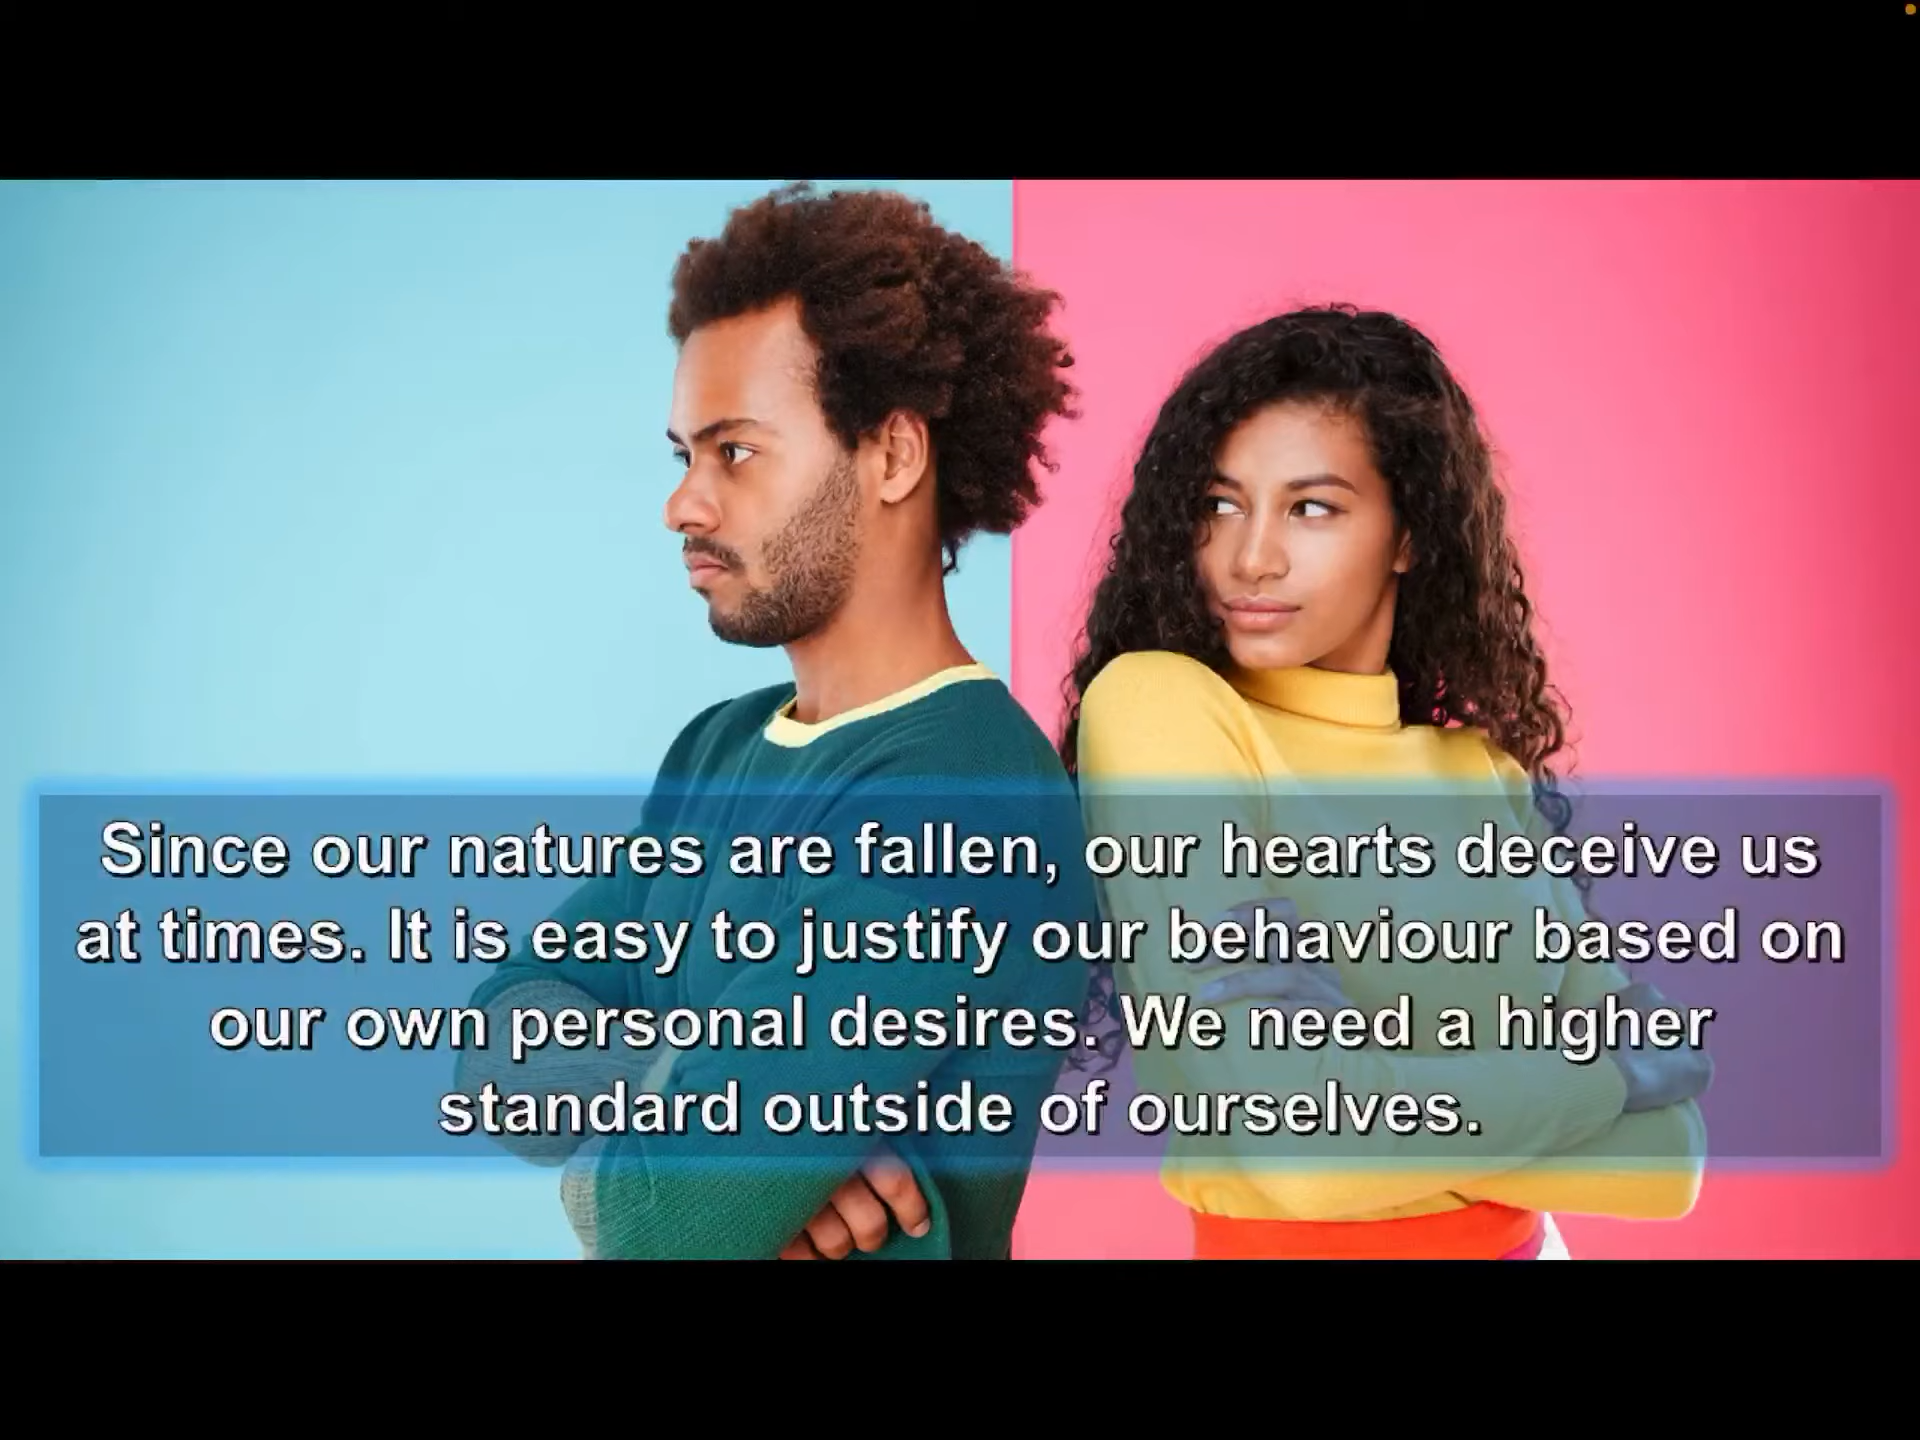 Since our natures are fallen, our hearts deceive us
at times. It is easy to justify our behaviour based on
our own personal desires. We need a higher
standard outside of ourselves.